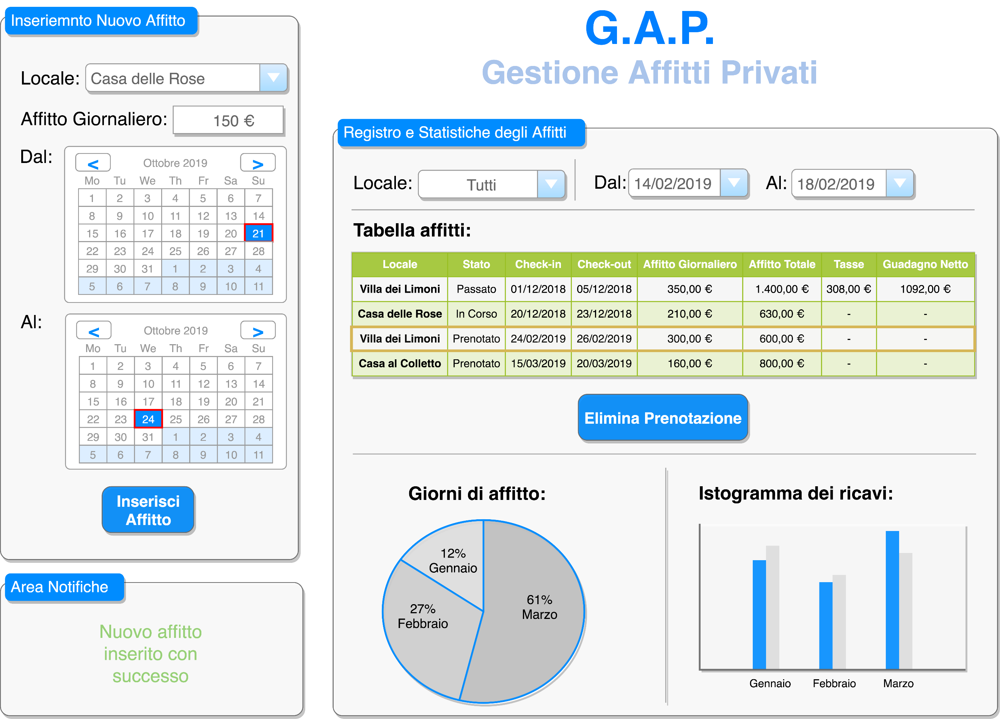 Inseriemnto Nuovo Affitto
Locale: Casa delle Rose
Affitto Giornaliero: 150 €
Dal:
< Ottobre 2019 >
Mo Tu We Th Fr Sa Su
1 2 3 4 5 6 7
8 9 10 11 12 13 14
15 16 17 18 19 20 21
22 23 24 25 26 27 28
29 30 31 1 2 3 4
5 6 7 8 9 10 11
Al:
< Ottobre 2019 >
Mo Tu We Th Fr Sa Su
1 2 3 4 5 6 7
8 9 10 11 12 13 14
15 16 17 18 19 20 21
22 23 24 25 26 27 28
29 30 31 1 2 3 4
5 6 7 8 9 10 11
Inserisci
Affitto
Area Notifiche
Nuovo affitto
inserito con
successo
G.A.P.
Gestione Affitti Privati
Registro e Statistiche degli Affitti
Locale: Tutti Dal: 14/02/2019 Al: 18/02/2019
Tabella affitti:
Locale Stato Check-in Check-out Affitto Giornaliero Affitto Totale Tasse Guadagno Netto
Villa dei Limoni Passato 01/12/2018 05/12/2018 350,00 € 1.400,00 € 308,00 € 1092,00 €
Casa delle Rose In Corso 20/12/2018 23/12/2018 210,00 € 630,00 € - -
Villa dei Limoni Prenotato 24/02/2019 26/02/2019 300,00 € 600,00 € - -
Casa al Colletto Prenotato 15/03/2019 20/03/2019 160,00 € 800,00 € - -
Elimina Prenotazione
Giorni di affitto:
12%
Gennaio
27%
Febbraio
61%
Marzo
Istogramma dei ricavi:
Gennaio Febbraio Marzo